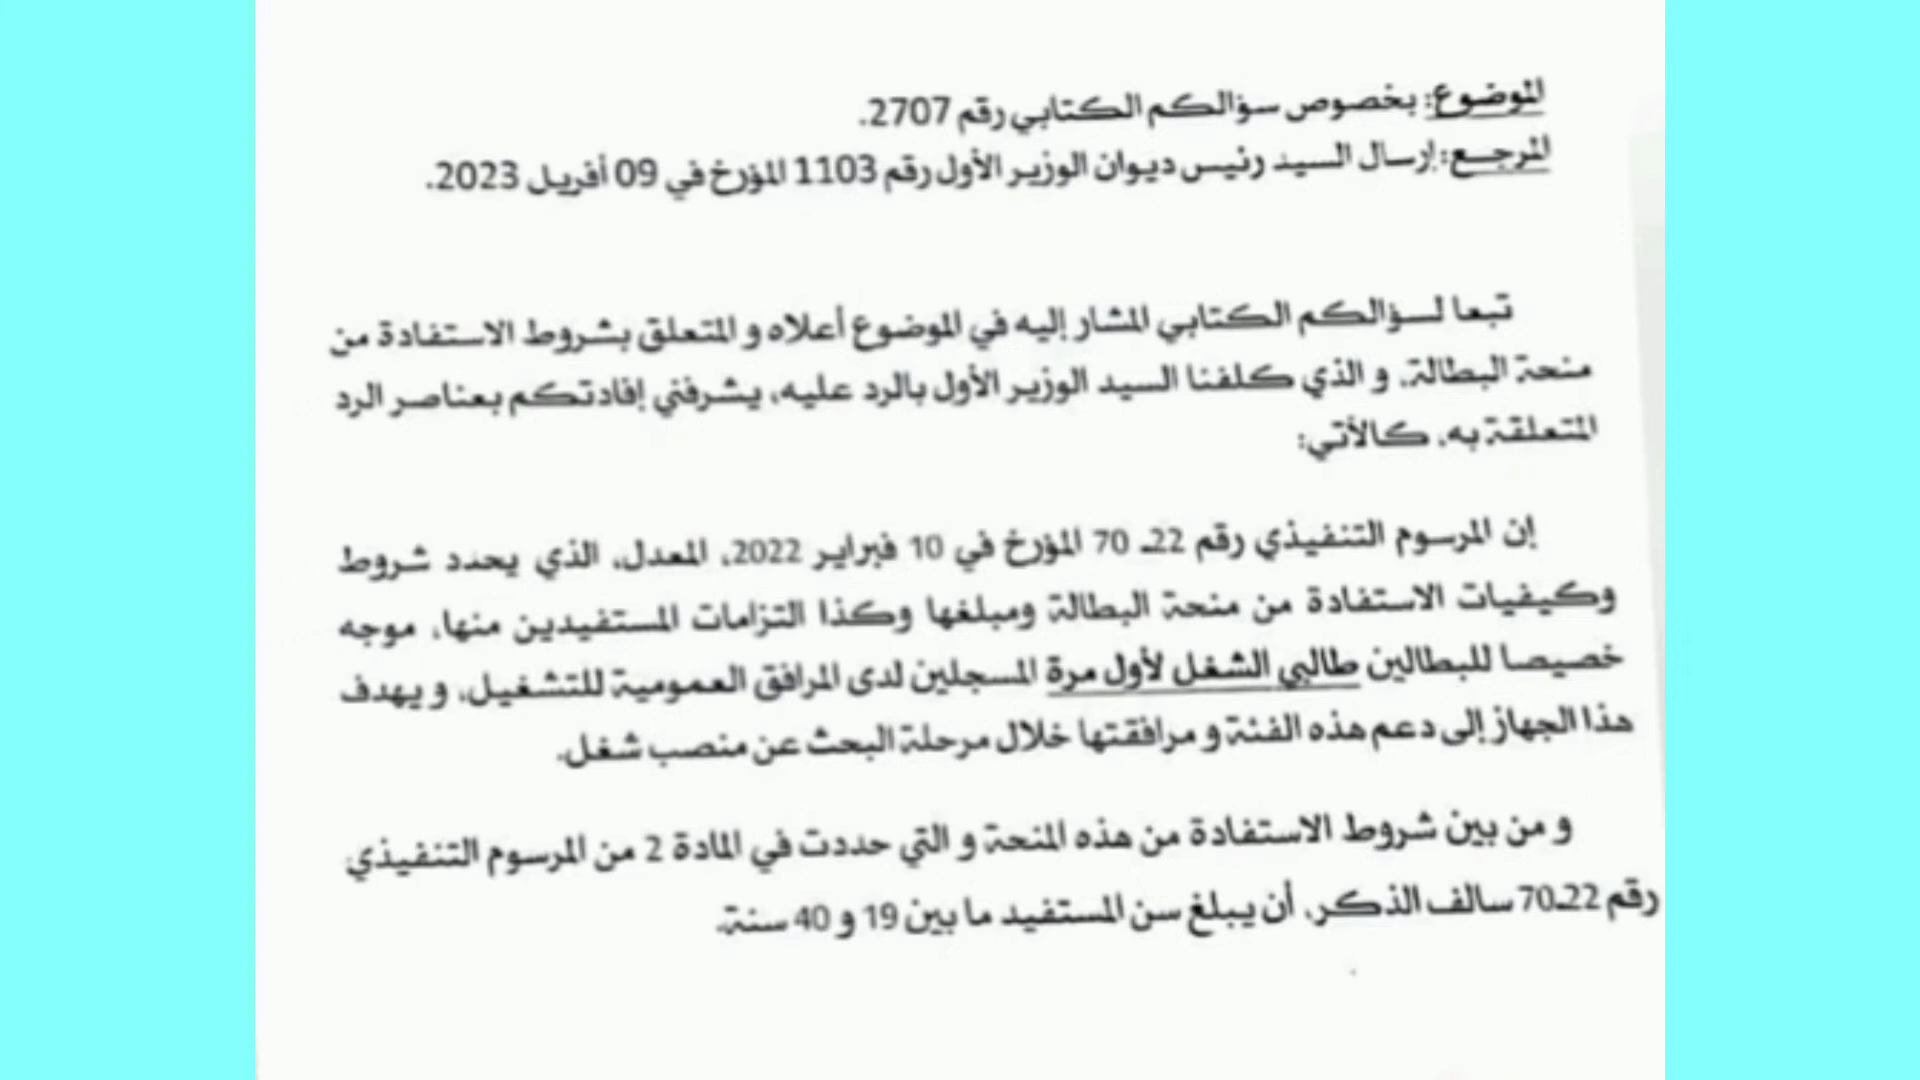 الموضوع: بخصوص سؤالكم الكتابي رقم 2707.
المرجع: إرسال السيد رئيس ديوان الوزير الأول رقم 1103 المؤرخ في 09 أفريل 2023.
تبعا لسؤالكم الكتابي المشار إليه في الموضوع أعلاه و المتعلق بشروط الاستفادة من
منحة البطالة، و الذي كلفنا السيد الوزير الأول بالرد عليه، يشرفني إفادتكم بعناصر الرد
المتعلقة به، كالأتي:
إن المرسوم التنفيذي رقم 22ـ 70 المؤرخ في 10 فبراير 2022، المعدل، الذي يحدد شروط
وكيفيات الاستفادة من منحة البطالة ومبلغها وكذا التزامات المستفيدين منها، موجه
خصيصا للبطالين طالبي الشغل لأول مرة المسجلين لدى المرافق العمومية للتشغيل، و يهدف
هذا الجهاز إلى دعم هذه الفئة و مرافقتها خلال مرحلة البحث عن منصب شغل.
و من بين شروط الاستفادة من هذه المنحة و التي حددت في المادة 2 من المرسوم التنفيذي
رقم 22ـ70 سالف الذكر، أن يبلغ سن المستفيد ما بين 19 و 40 سنة.